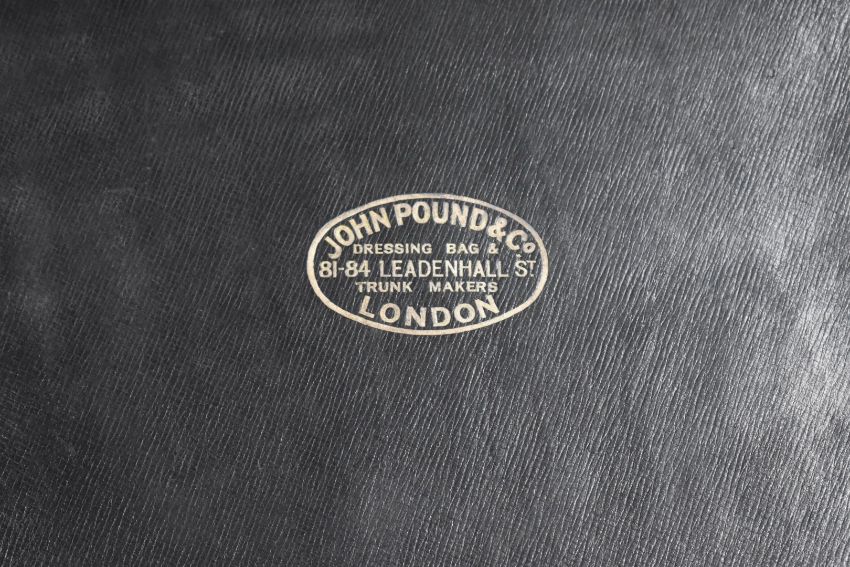 JOHN POUND & Co.
DRESSING BAG &
81-84 LEADENHALL ST.
TRUNK MAKERS
LONDON